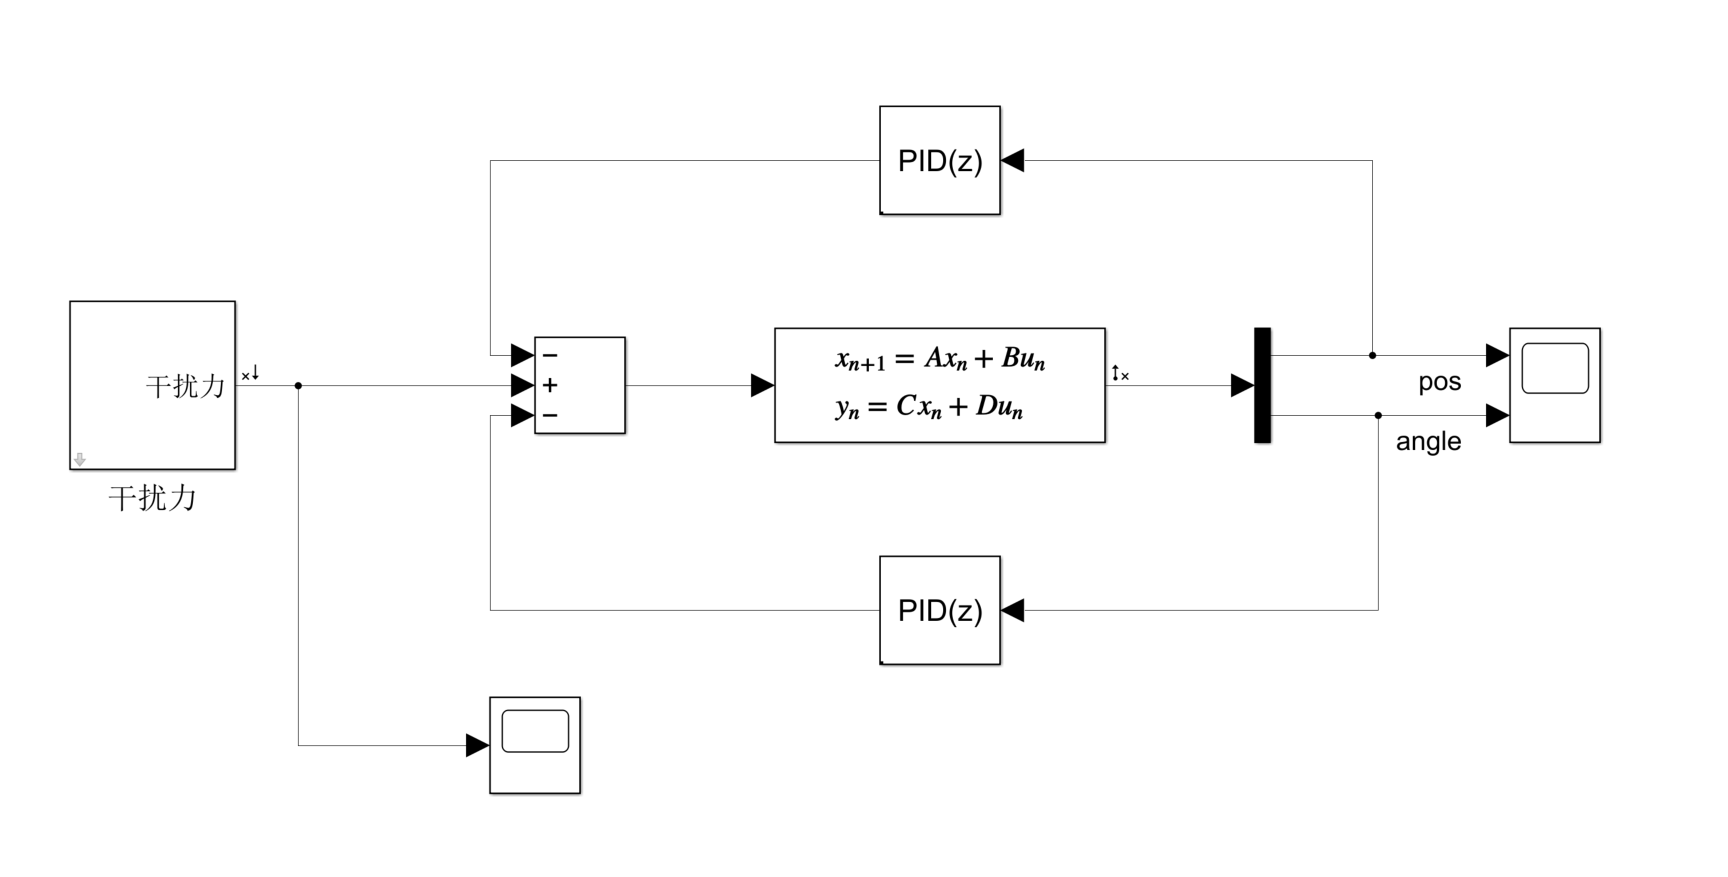 PID(z)
干扰力
−
+
−
xₙ₊₁ = Axₙ + Buₙ
yₙ = Cxₙ + Duₙ
pos
angle
干扰力
PID(z)